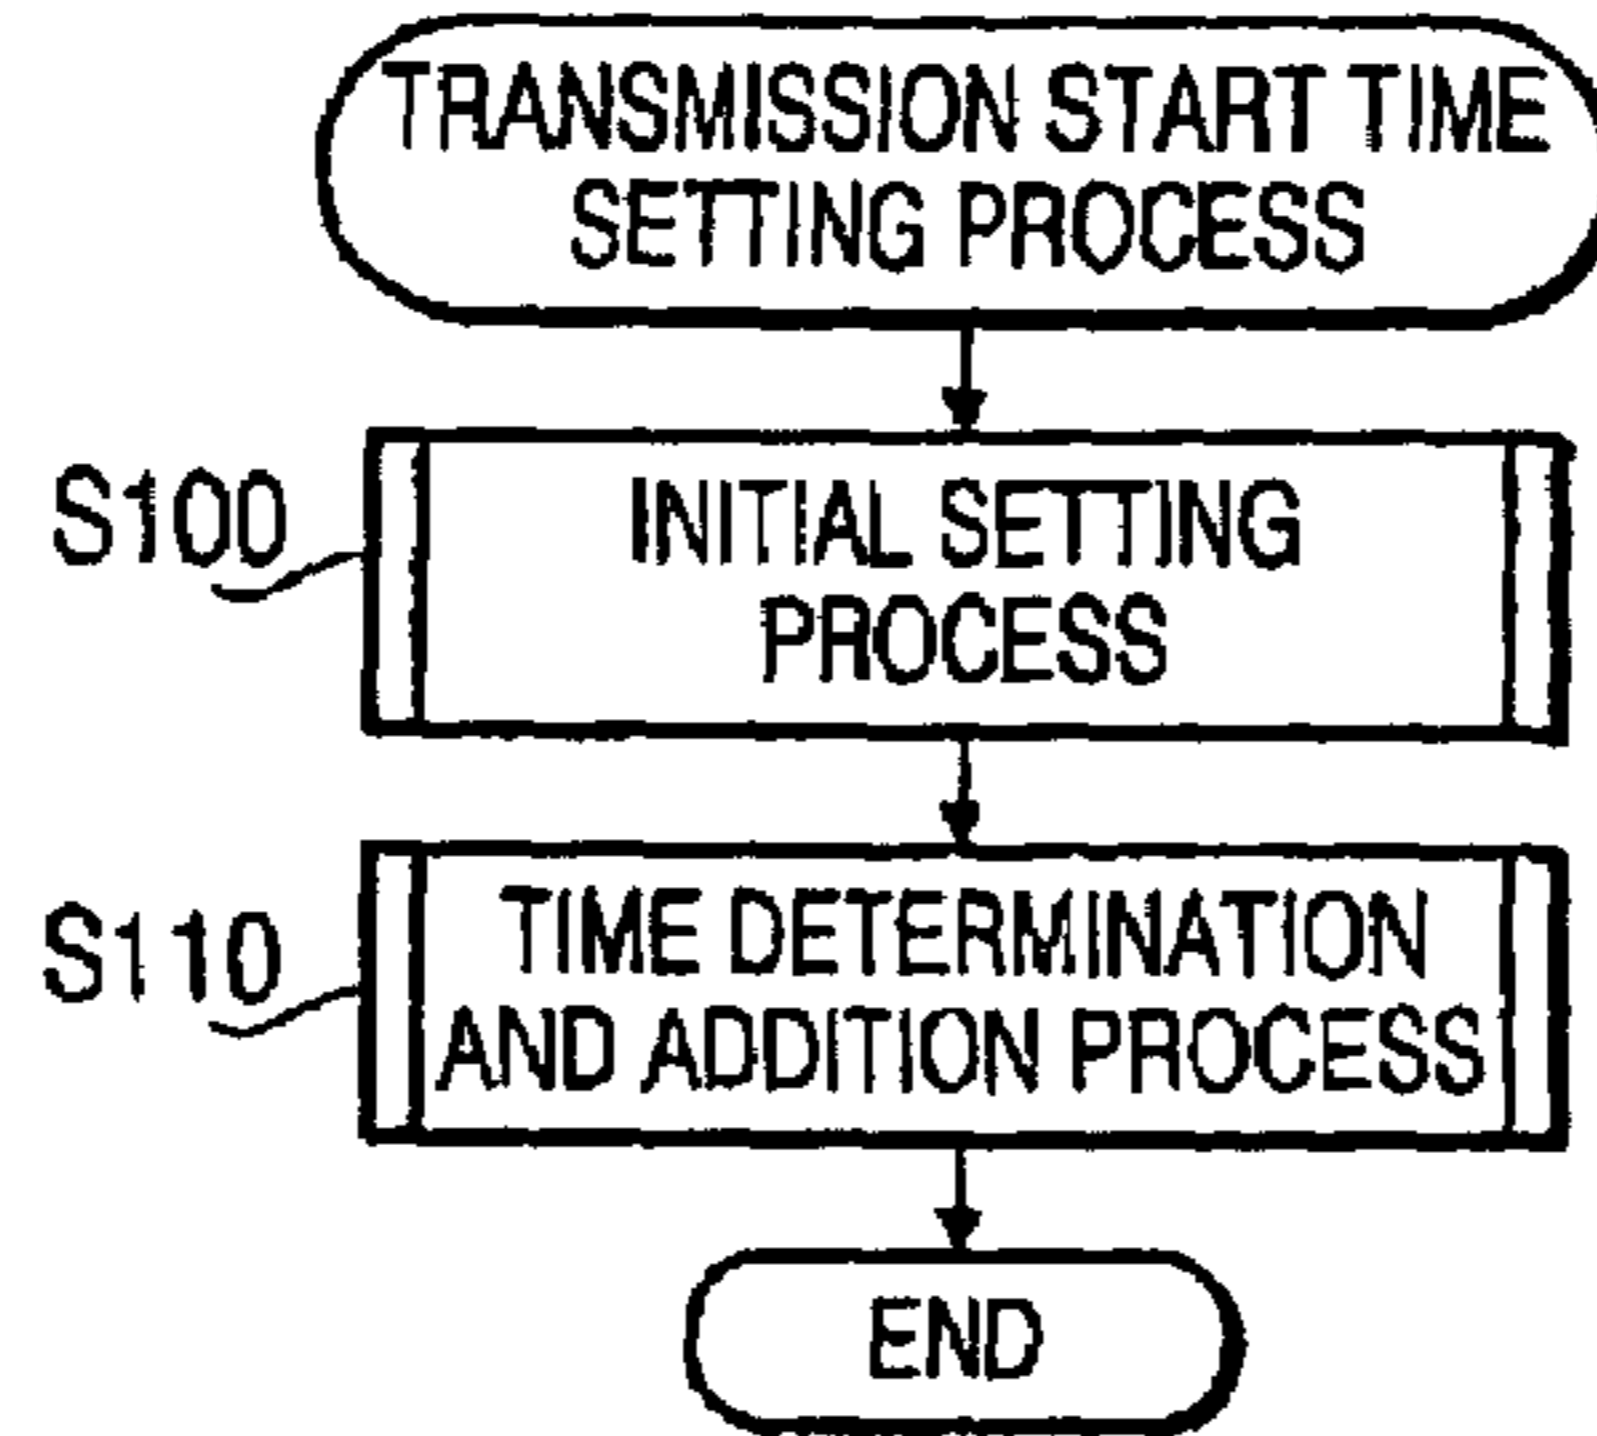 TRANSMISSION START TIME
SETTING PROCESS
S100
INITIAL SETTING
PROCESS
S110
TIME DETERMINATION
AND ADDITION PROCESS
END